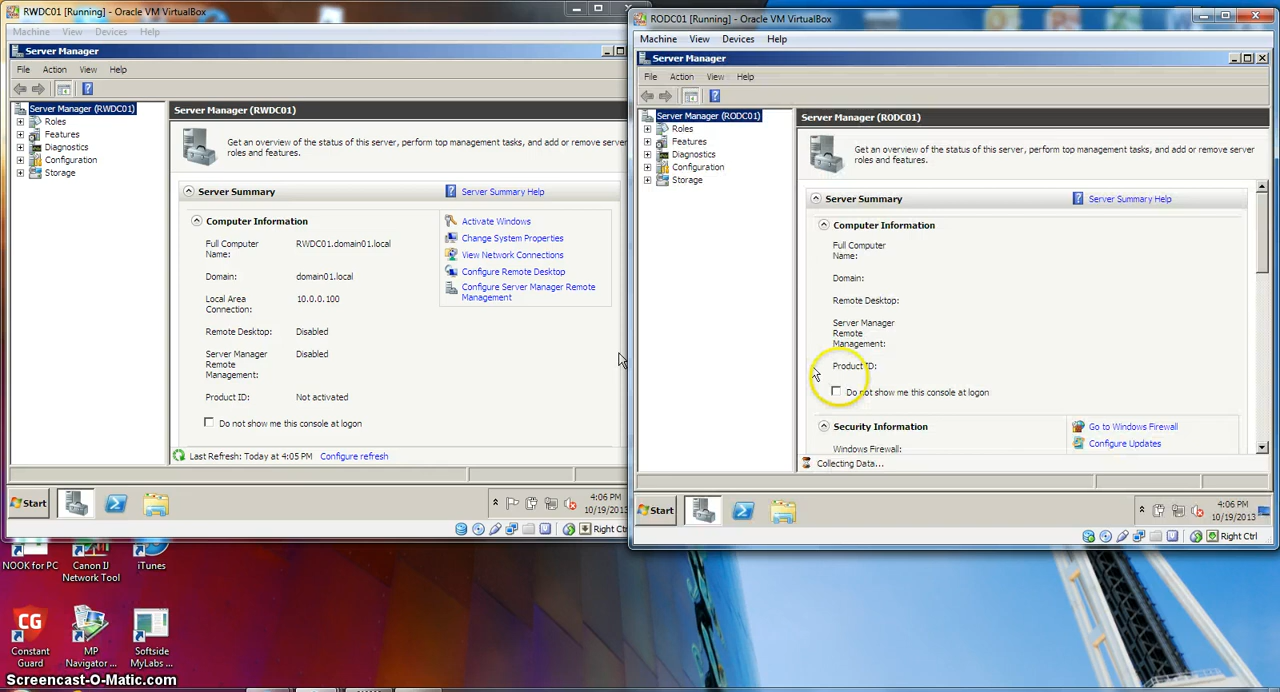 RWDC01 [Running] - Oracle VM VirtualBox
Machine View Devices Help
Server Manager
File Action View Help
Server Manager (RWDC01)
Roles
Features
Diagnostics
Configuration
Storage
Server Manager (RWDC01)
Get an overview of the status of this server, perform top management tasks, and add or remove server
roles and features.
Server Summary
Server Summary Help
Computer Information
Full Computer
Name:
RWDC01.domain01.local
Domain:
domain01.local
Local Area
Connection:
10.0.0.100
Remote Desktop:
Disabled
Server Manager
Remote
Management:
Disabled
Product ID:
Not activated
Do not show me this console at logon
Activate Windows
Change System Properties
View Network Connections
Configure Remote Desktop
Configure Server Manager Remote
Management
Last Refresh: Today at 4:05 PM Configure refresh
Start
4:06 PM
10/19/2013
Right Ctrl
RODC01 [Running] - Oracle VM VirtualBox
Machine View Devices Help
Server Manager
File Action View Help
Server Manager (RODC01)
Roles
Features
Diagnostics
Configuration
Storage
Server Manager (RODC01)
Get an overview of the status of this server, perform top management tasks, and add or remove server
roles and features.
Server Summary
Server Summary Help
Computer Information
Full Computer
Name:
Domain:
Remote Desktop:
Server Manager
Remote
Management:
Product ID:
Do not show me this console at logon
Security Information
Go to Windows Firewall
Windows Firewall:
Configure Updates
Collecting Data...
Start
4:06 PM
10/19/2013
Right Ctrl
NOOK for PC
Canon IJ
Network Tool
iTunes
CG
Constant
Guard
MP
Navigator ...
Softside
MyLabs ...
Screencast-O-Matic.com